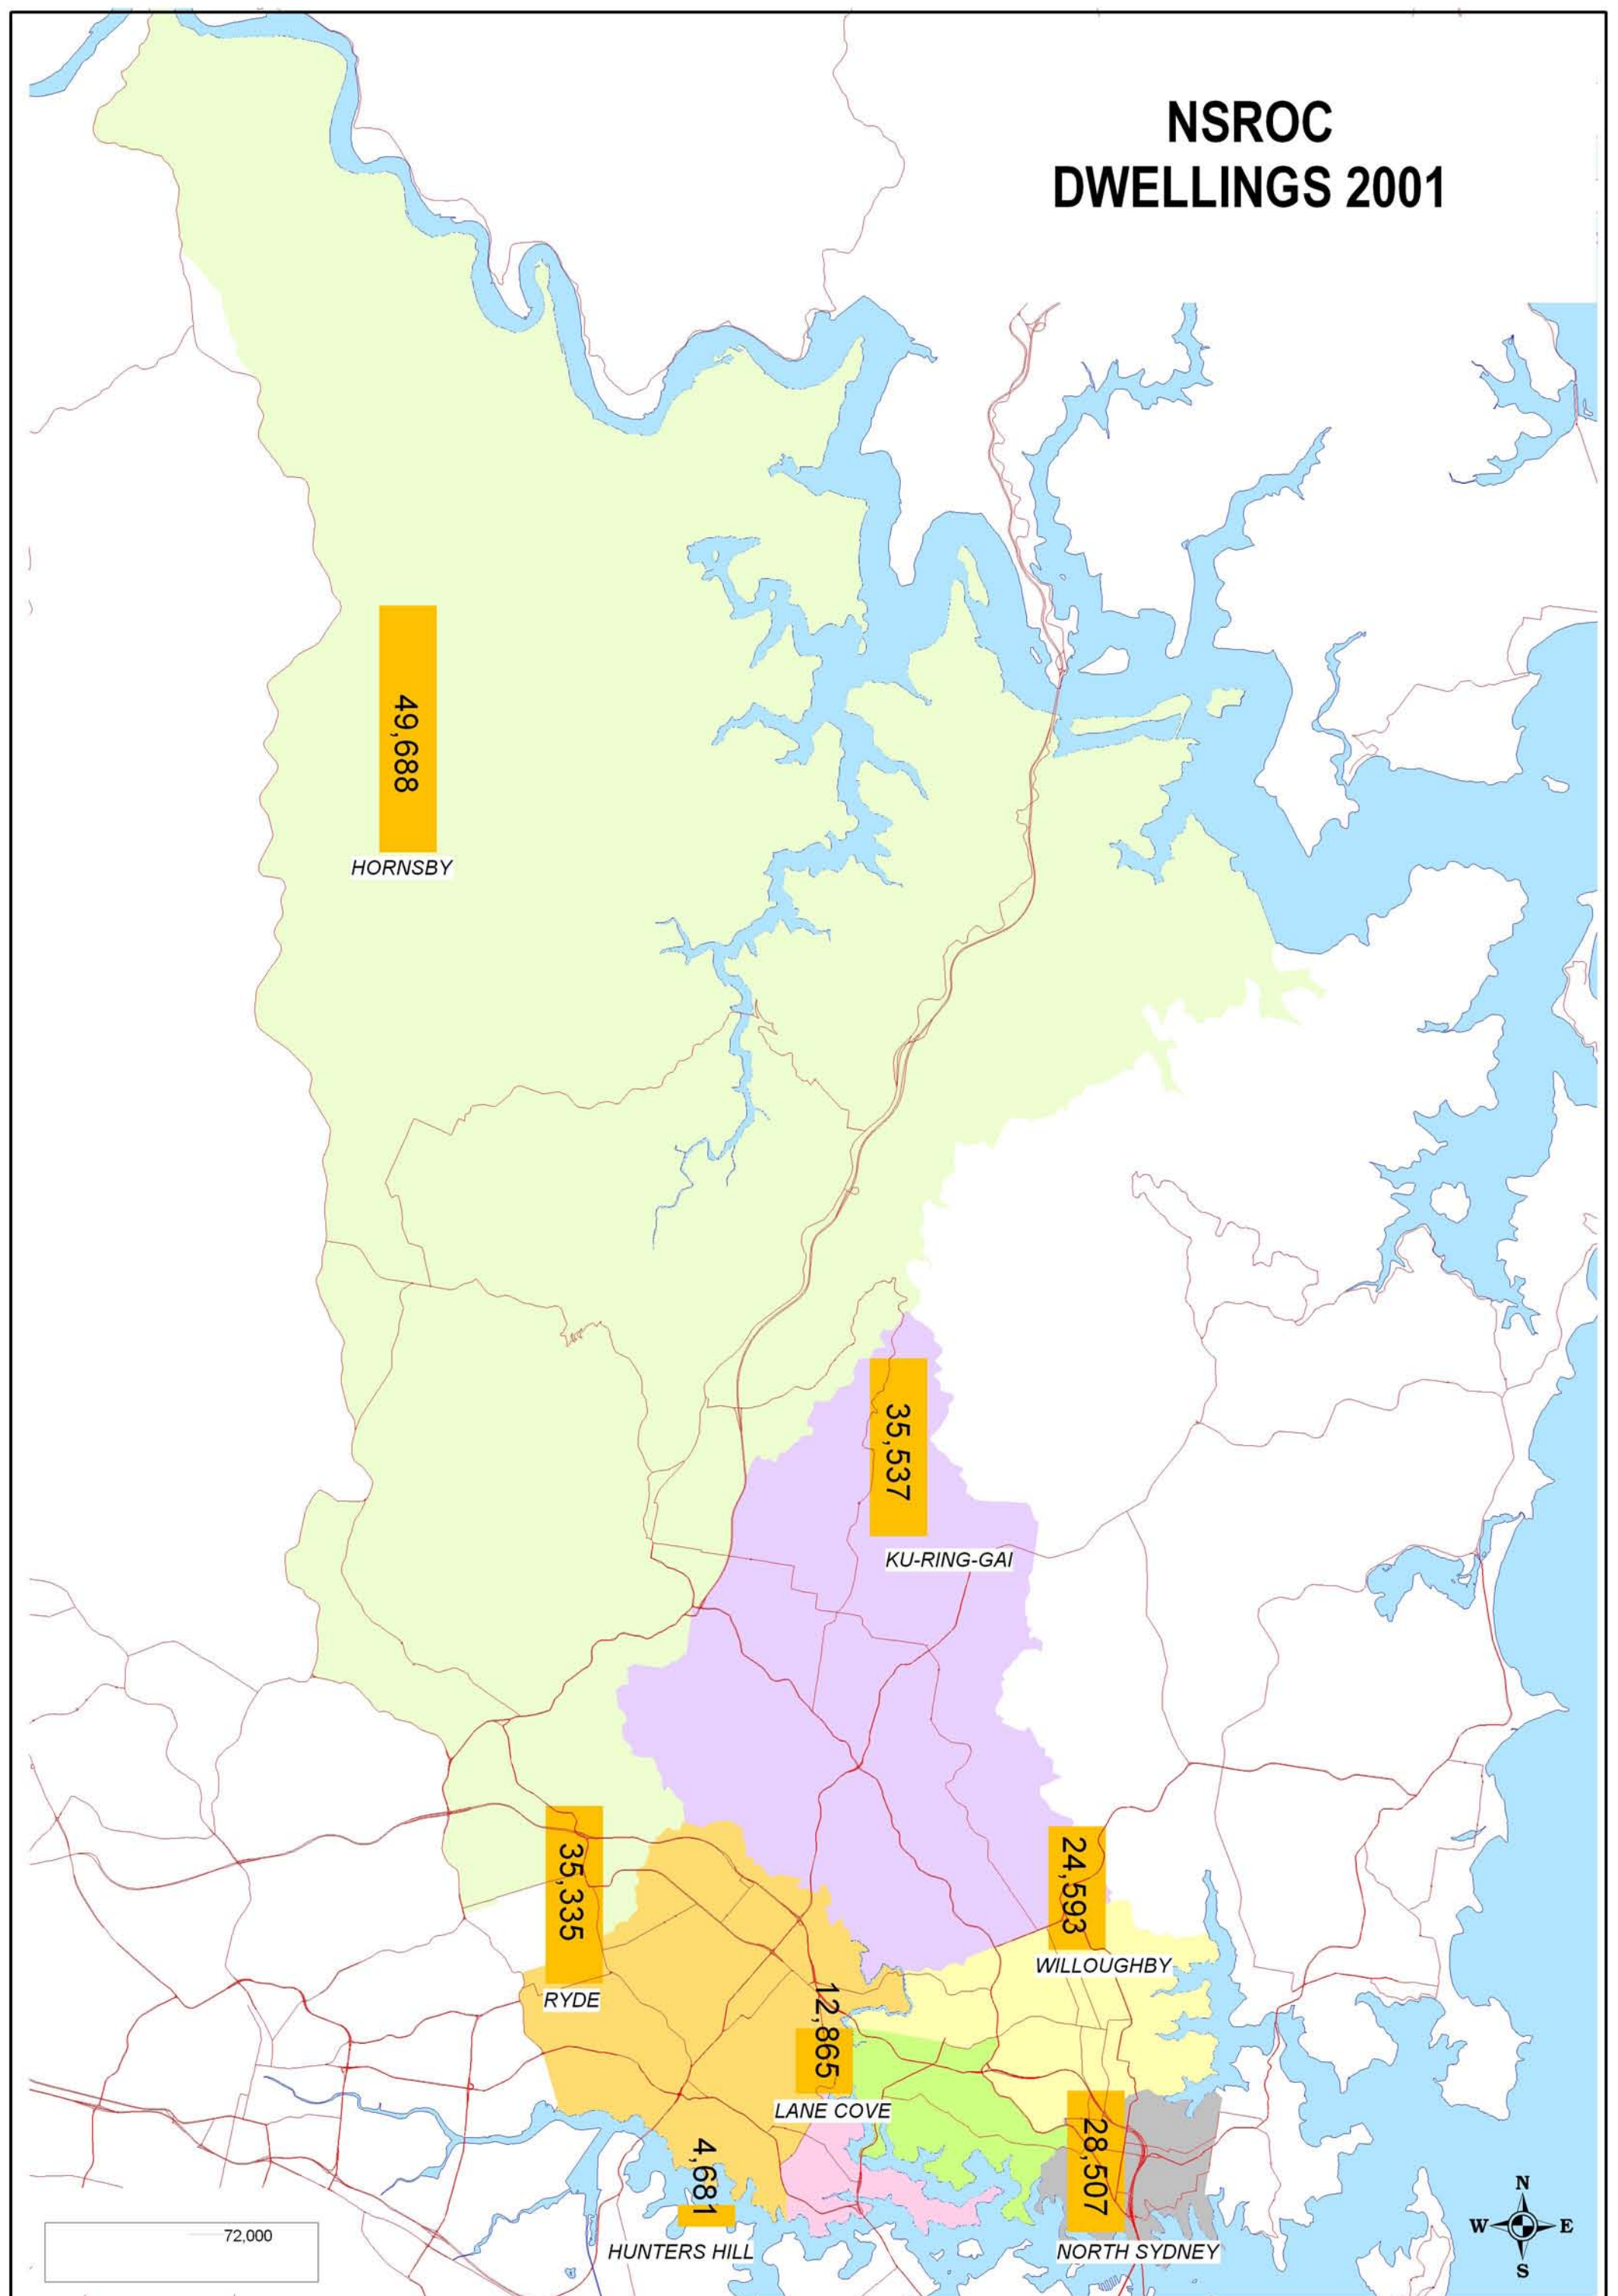 NSROC
DWELLINGS 2001
49,688
HORNSBY
35,537
KU-RING-GAI
35,335
RYDE
24,593
WILLOUGHBY
12,865
LANE COVE
4,681
HUNTERS HILL
28,507
NORTH SYDNEY
72,000
N
W E
S